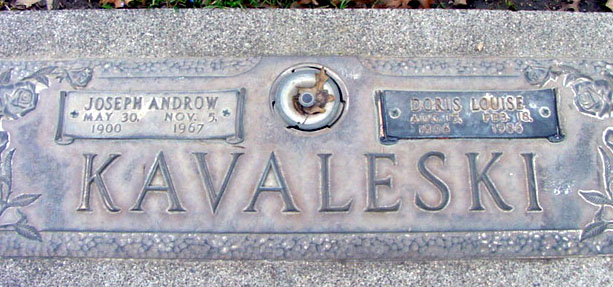 JOSEPH ANDROW
MAY 30. NOV. 5.
1900 1967
DORIS LOUISE
FEB. 18.
KAVALESKI